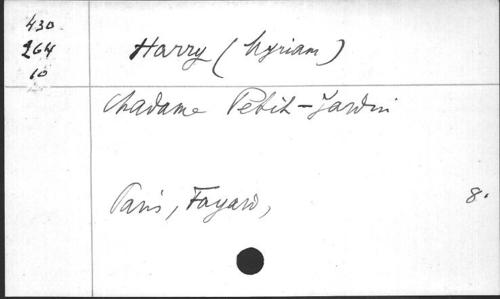 430.
264
10
Harry (Myriam)
Madame Petit-Jardin
Paris, Fayard,
8.